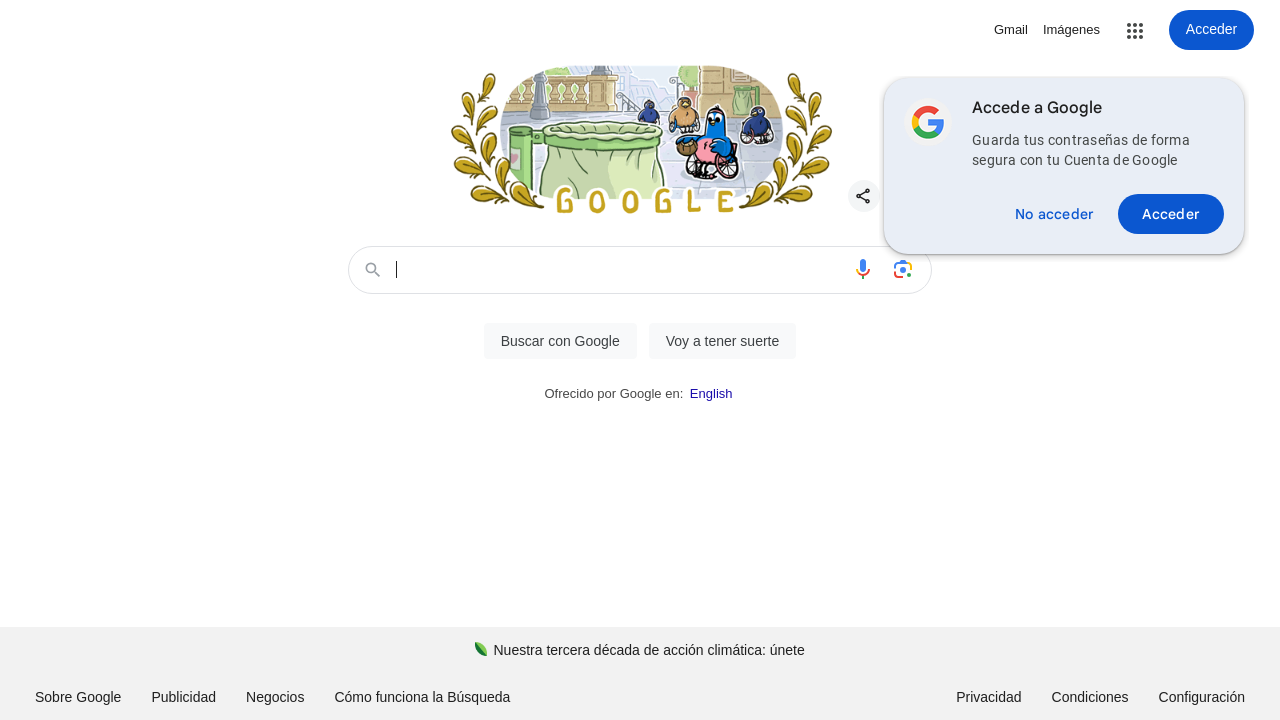 Gmail
Imágenes
Acceder
GOOGLE
Accede a Google
Guarda tus contraseñas de forma
segura con tu Cuenta de Google
No acceder
Acceder
Buscar con Google
Voy a tener suerte
Ofrecido por Google en: English
Nuestra tercera década de acción climática: únete
Sobre Google
Publicidad
Negocios
Cómo funciona la Búsqueda
Privacidad
Condiciones
Configuración